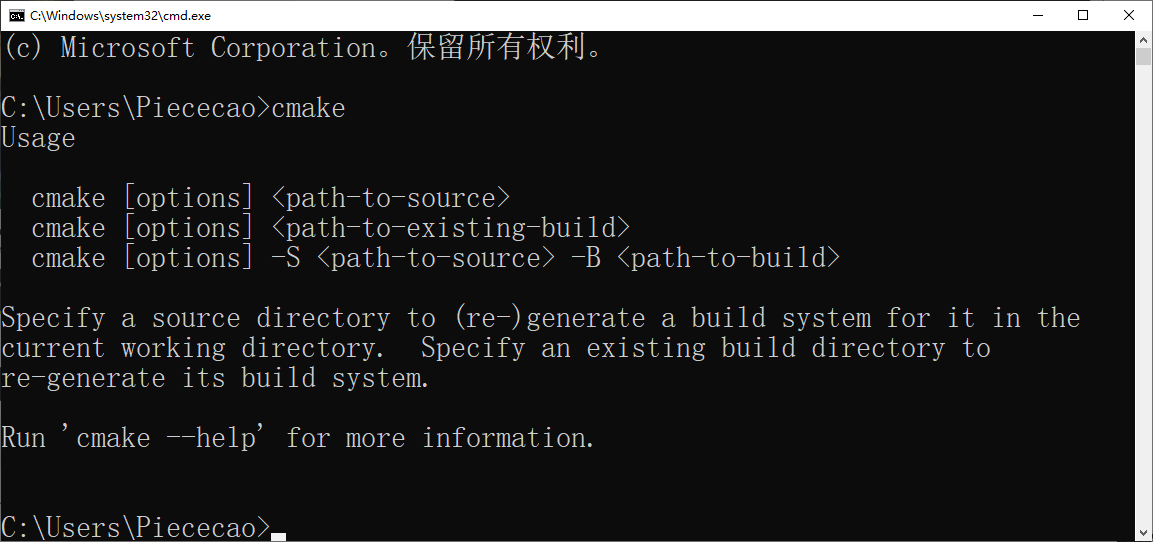 C:\Windows\system32\cmd.exe
(c) Microsoft Corporation。保留所有权利。
C:\Users\Piececao>cmake
Usage
cmake [options] <path-to-source>
cmake [options] <path-to-existing-build>
cmake [options] -S <path-to-source> -B <path-to-build>
Specify a source directory to (re-)generate a build system for it in the
current working directory.  Specify an existing build directory to
re-generate its build system.
Run 'cmake --help' for more information.
C:\Users\Piececao>